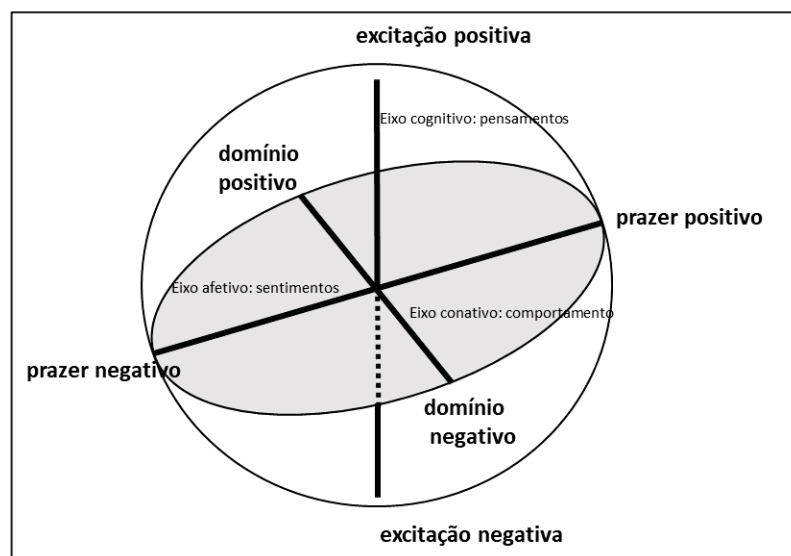 excitação positiva
Eixo cognitivo: pensamentos
domínio
positivo
prazer positivo
Eixo afetivo: sentimentos
Eixo conativo: comportamento
prazer negativo
domínio
negativo
excitação negativa